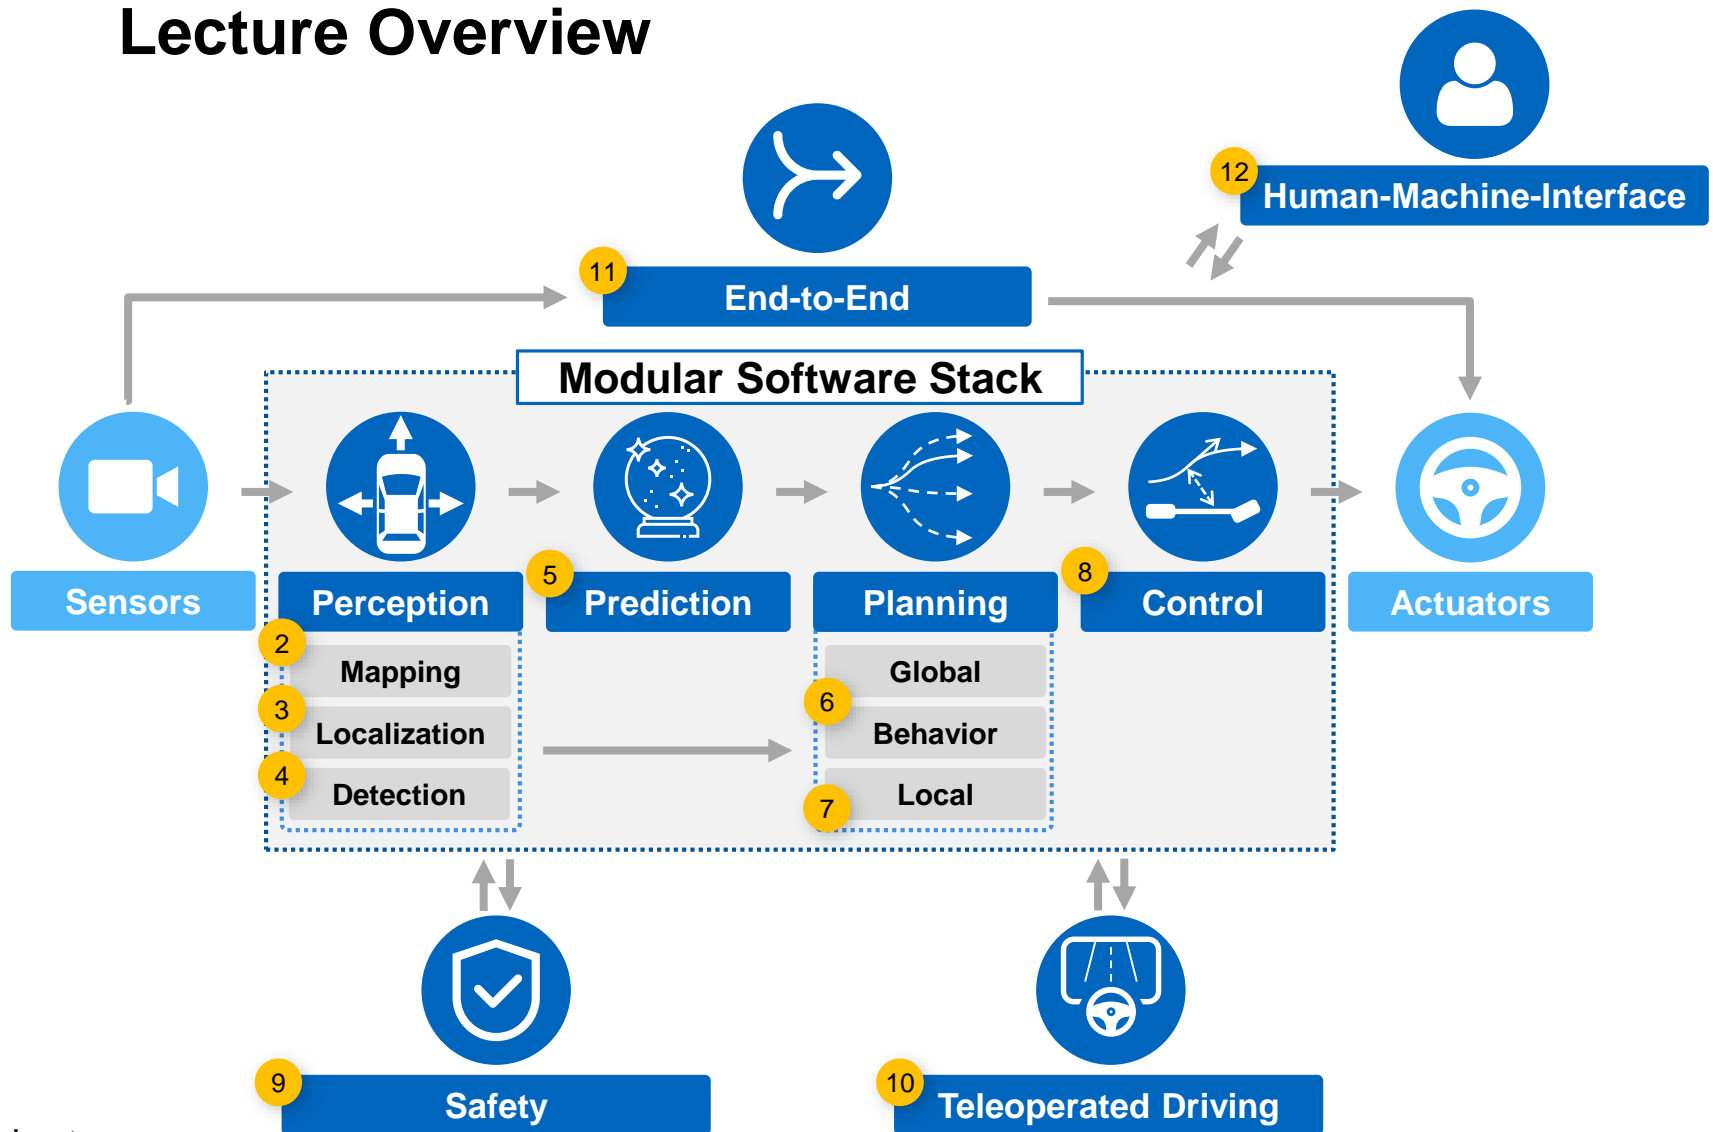 Lecture Overview
12
Human-Machine-Interface
11
End-to-End
Modular Software Stack
Sensors
Perception
5
Prediction
Planning
8
Control
Actuators
2
Mapping
3
Localization
4
Detection
Global
6
Behavior
7
Local
9
Safety
10
Teleoperated Driving